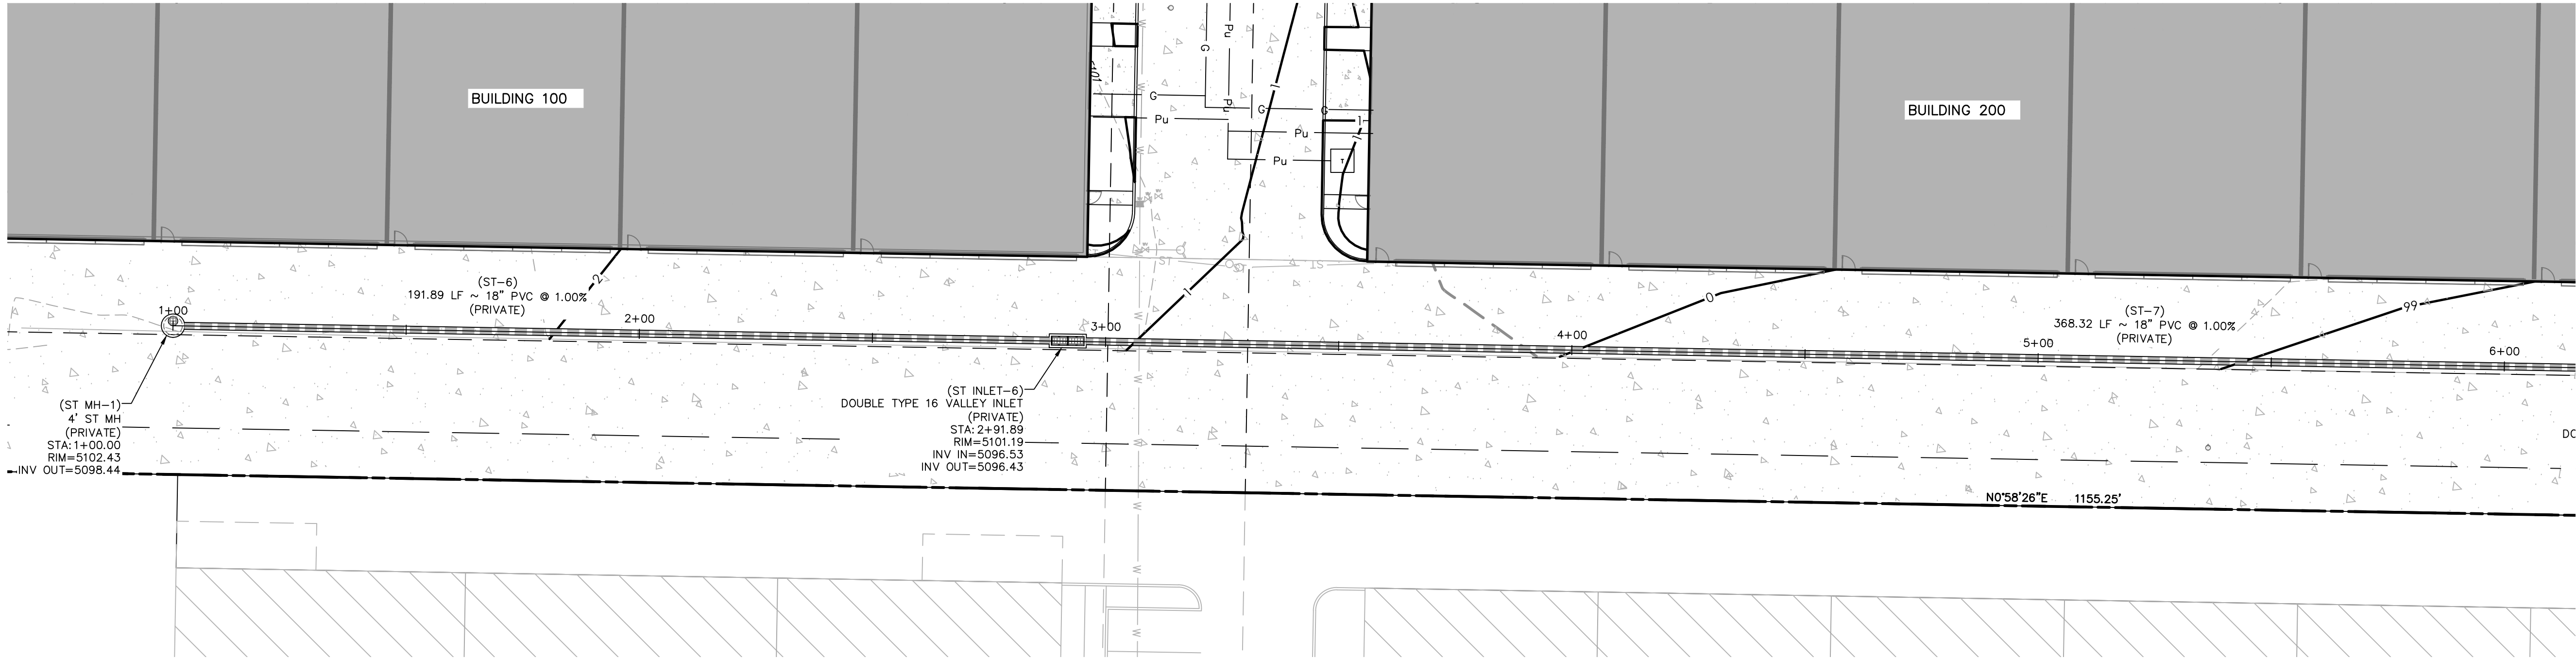 BUILDING 100
BUILDING 200
Pu
G
Pu
G
G
G
Pu
Pu
Pu
T
1
1
1
1
ST
ST
ST
(ST-6)
191.89 LF ~ 18" PVC @ 1.00%
(PRIVATE)
2
1
0
99
(ST-7)
368.32 LF ~ 18" PVC @ 1.00%
(PRIVATE)
1+00
2+00
3+00
4+00
5+00
6+00
(ST MH-1)
4' ST MH
(PRIVATE)
STA:1+00.00
RIM=5102.43
INV OUT=5098.44
(ST INLET-6)
DOUBLE TYPE 16 VALLEY INLET
(PRIVATE)
STA:2+91.89
RIM=5101.19
INV IN=5096.53
INV OUT=5096.43
DO
N0°58'26"E 1155.25'
W
W
W
W
W
W
W